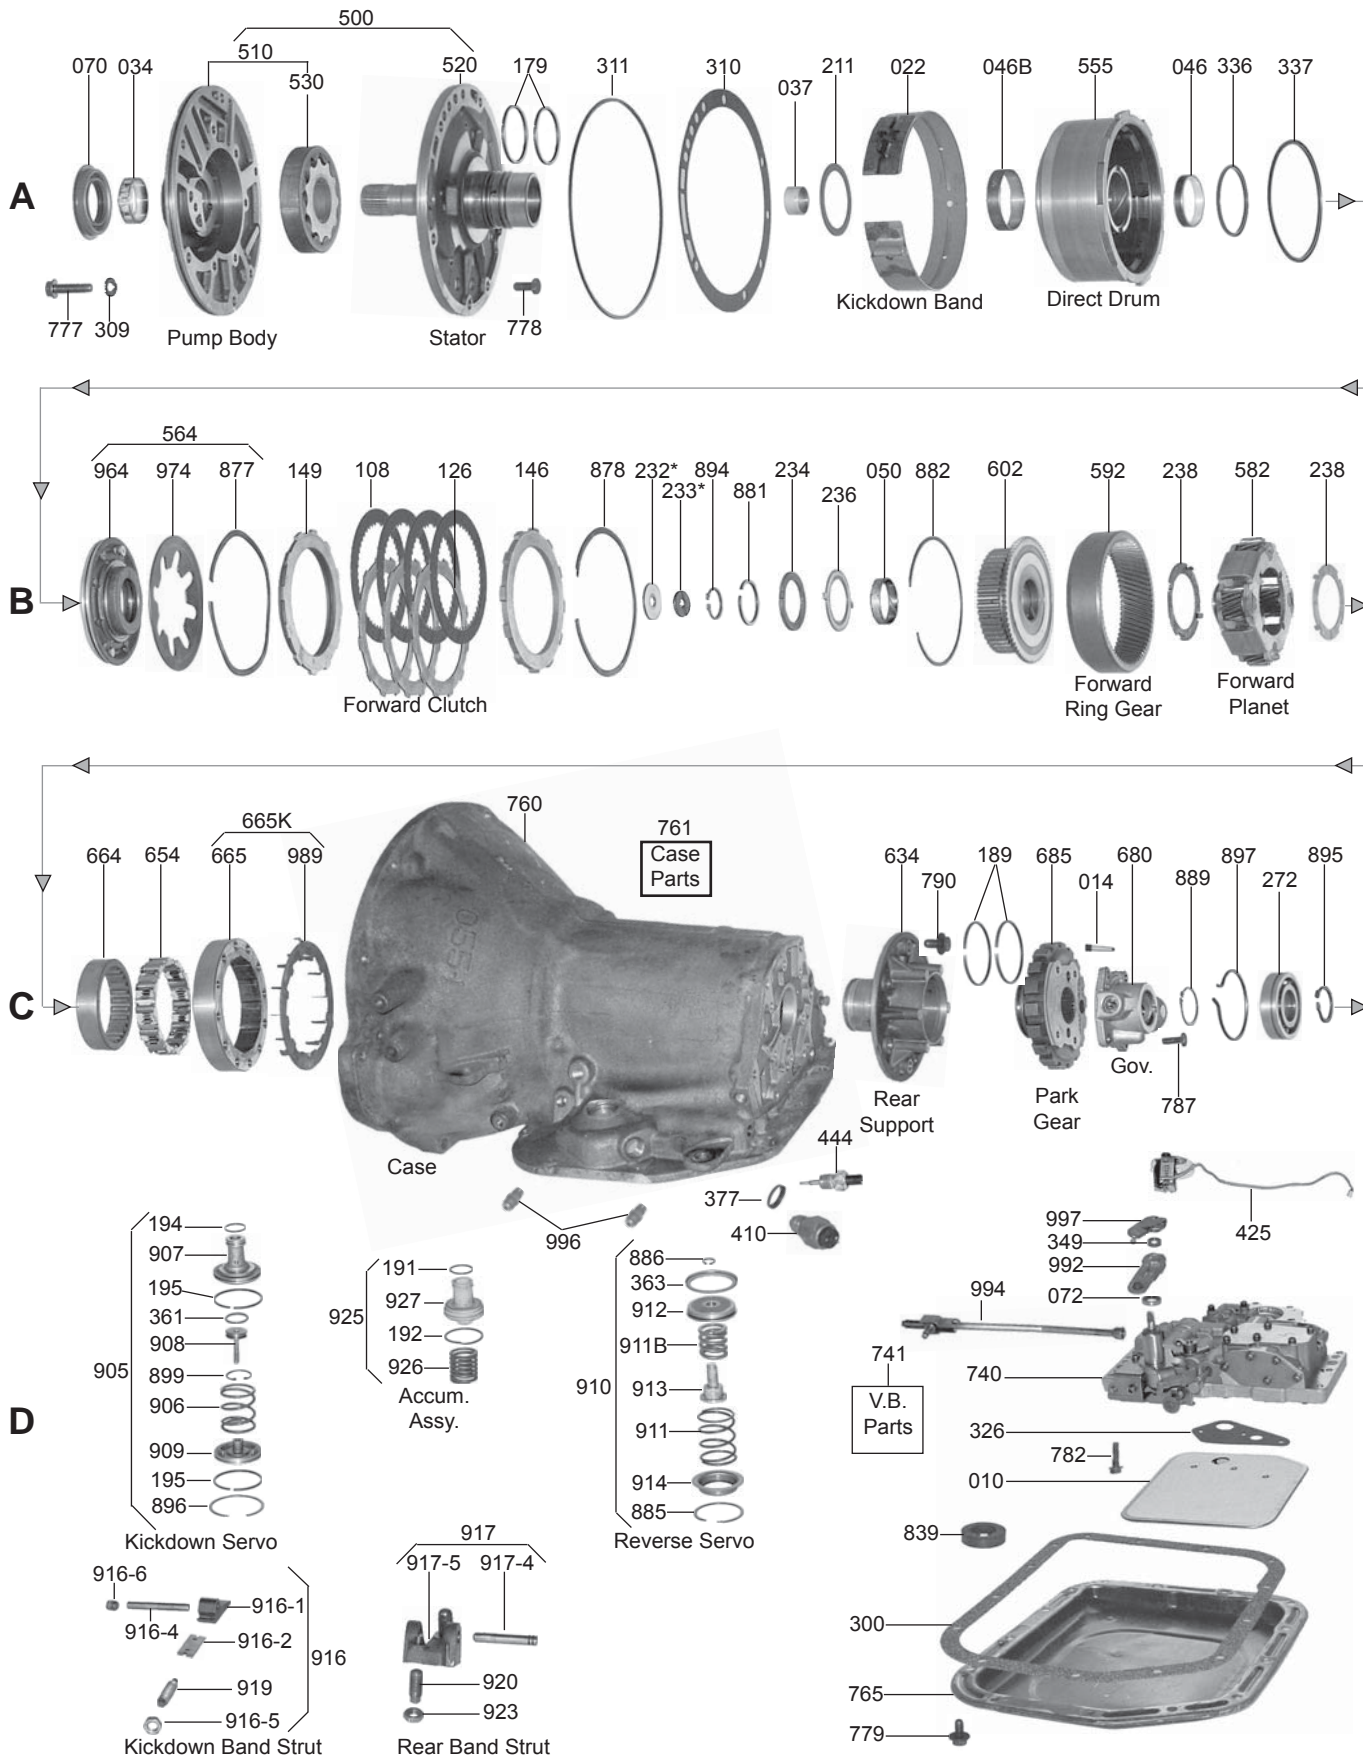 500
510
070 034 530 520 179 311 310 037 211 022 046B 555 046 336 337
A
Kickdown Band
Direct Drum
777 309
Pump Body
Stator
778
564
964 974 877 149 108 126 146 878 232* 233* 894 881 234 236 050 882 602 592 238 582 238
B
Forward Clutch
Forward
Ring Gear
Forward
Planet
760
761
Case
Parts
665K
664 654 665 989
634 790 189 685 014 680 889 897 272 895
C
Gov.
787
Rear
Support
Park
Gear
Case
444
377
410
996
425
997
349
992
072
994
741
V.B.
Parts
740
326
782
010
839
300
765
779
D
194
907
195
361
908
905
899
906
909
195
896
Kickdown Servo
191
927
925
192
926
Accum.
Assy.
886
363
912
911B
910
913
911
914
885
Reverse Servo
916-6
916-1
916-4
916-2
916
919
916-5
Kickdown Band Strut
917
917-5 917-4
920
923
Rear Band Strut